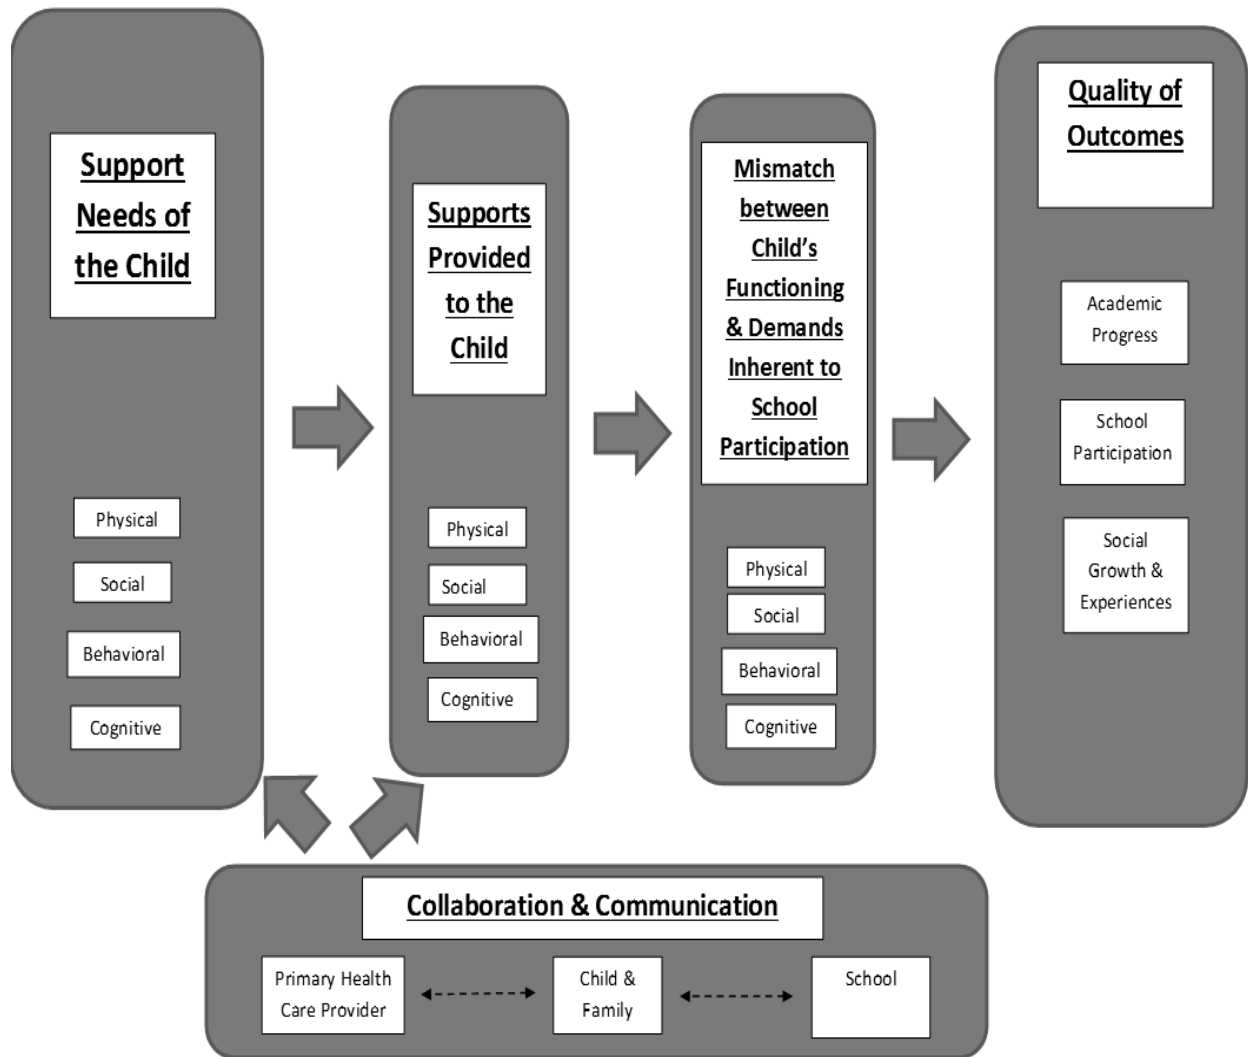 Support
Needs of
the Child
Physical
Social
Behavioral
Cognitive
Supports
Provided
to the
Child
Physical
Social
Behavioral
Cognitive
Mismatch
between
Child’s
Functioning
& Demands
Inherent to
School
Participation
Physical
Social
Behavioral
Cognitive
Quality of
Outcomes
Academic
Progress
School
Participation
Social
Growth &
Experiences
Collaboration & Communication
Primary Health
Care Provider
Child &
Family
School